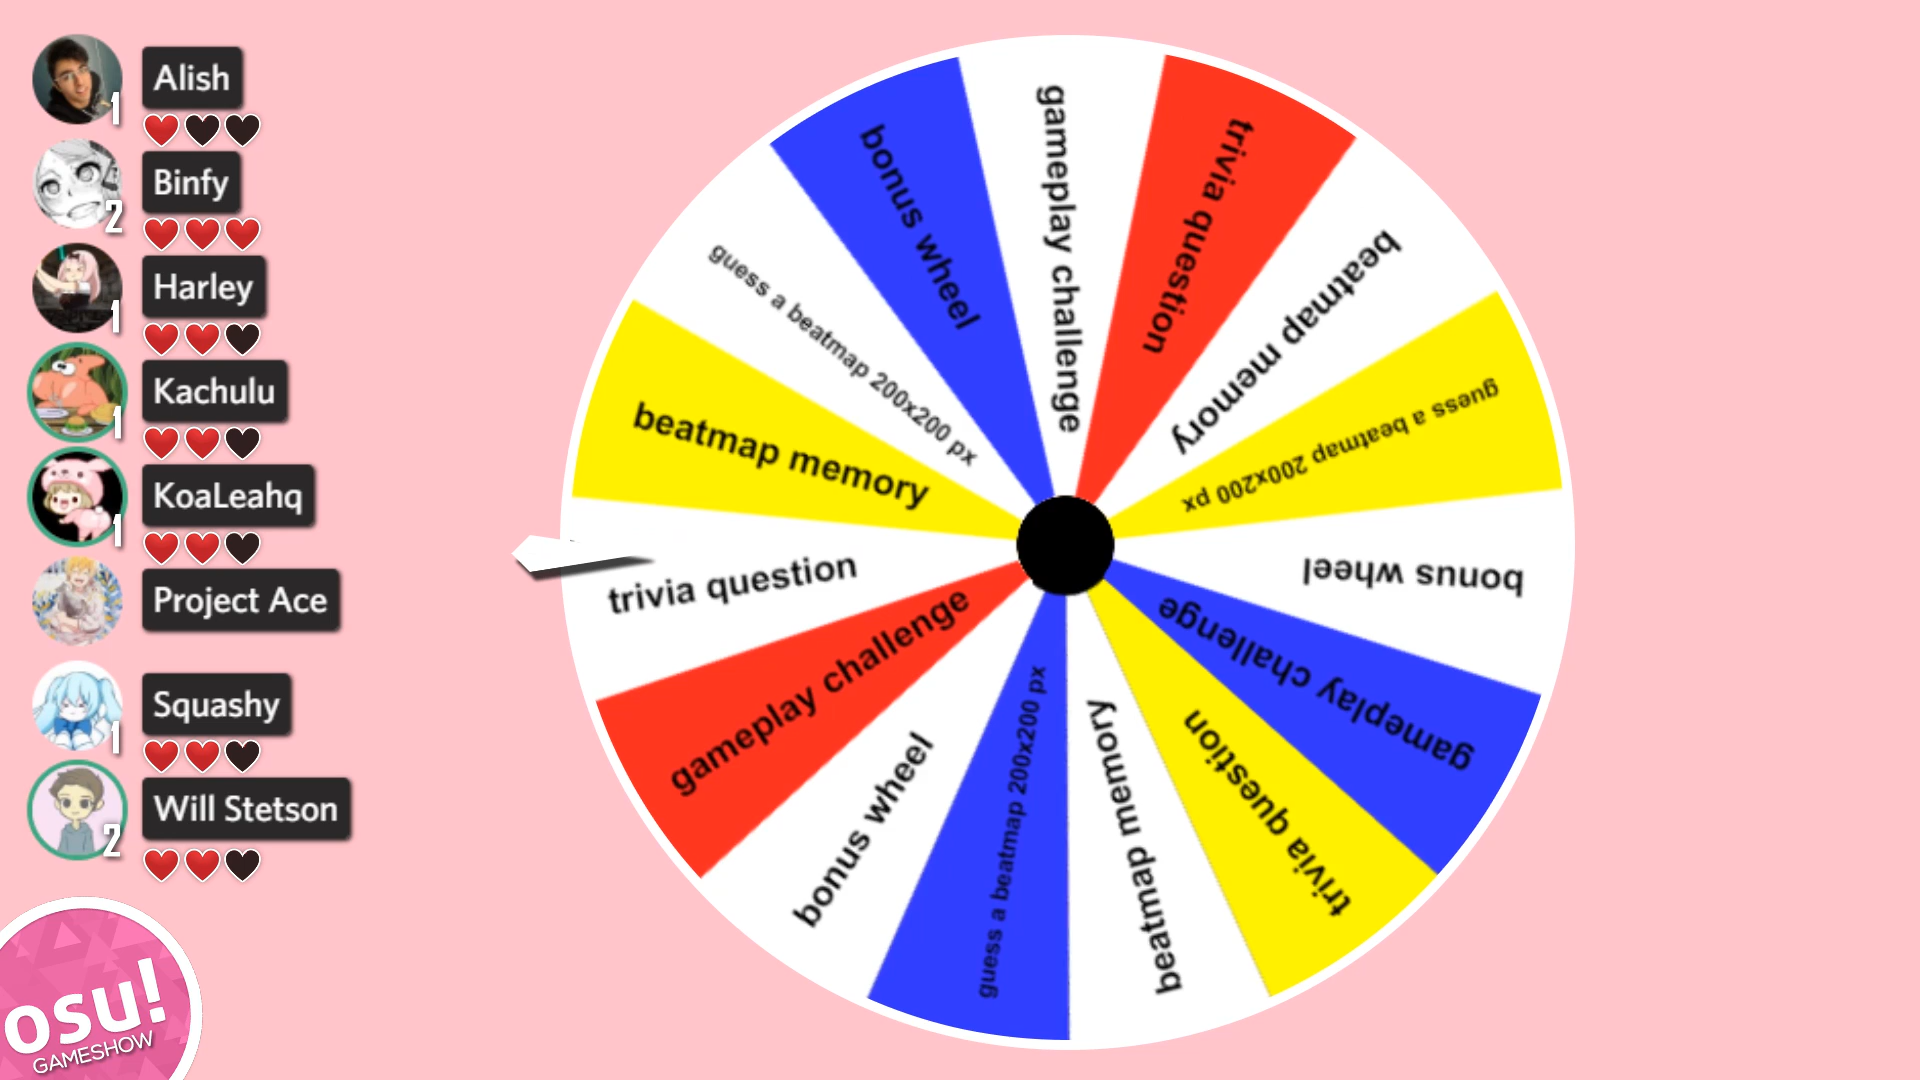 Alish
1
Binfy
2
Harley
1
Kachulu
1
KoaLeahq
1
Project Ace
Squashy
1
Will Stetson
2
osu!
GAMESHOW
gameplay challenge
trivia question
beatmap memory
guess a beatmap 200x200 px
bonus wheel
gameplay challenge
trivia question
beatmap memory
guess a beatmap 200x200 px
bonus wheel
gameplay challenge
trivia question
beatmap memory
guess a beatmap 200x200 px
bonus wheel